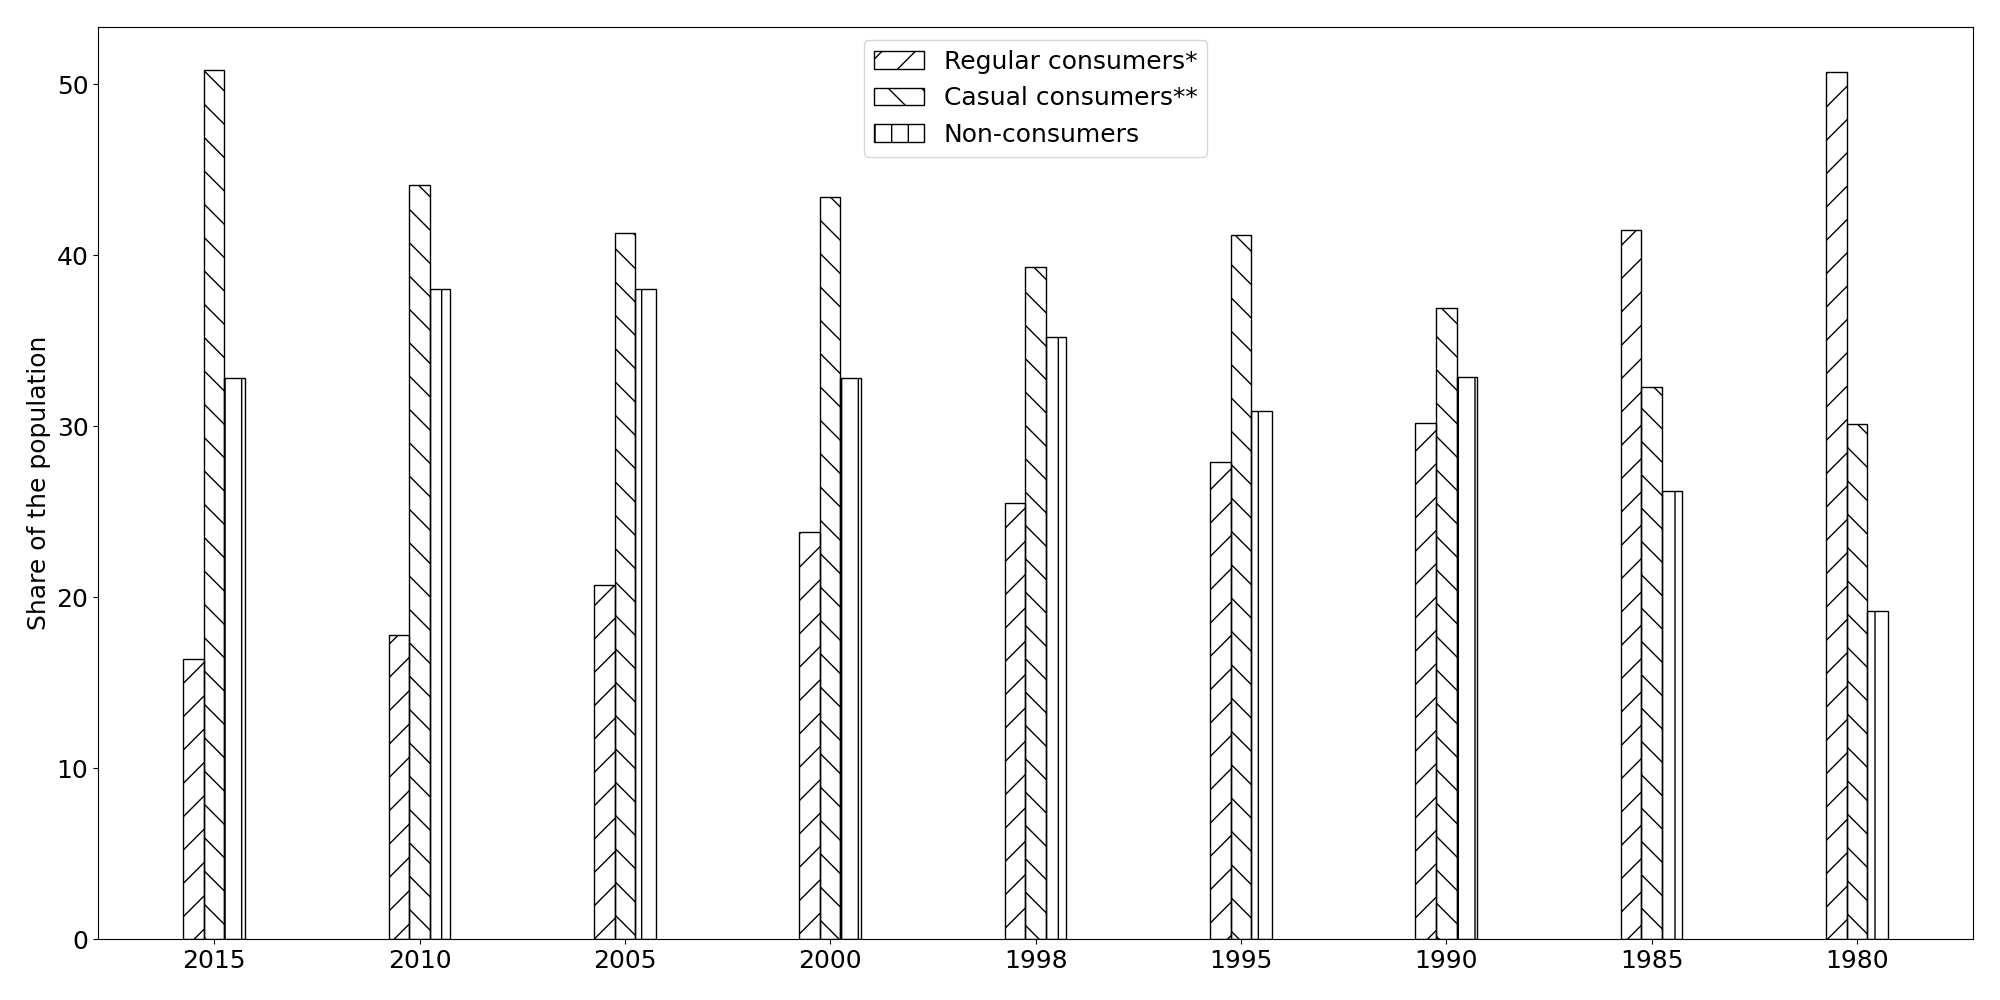 Regular consumers*
Casual consumers**
Non-consumers
Share of the population
50
40
30
20
10
0
2015 2010 2005 2000 1998 1995 1990 1985 1980